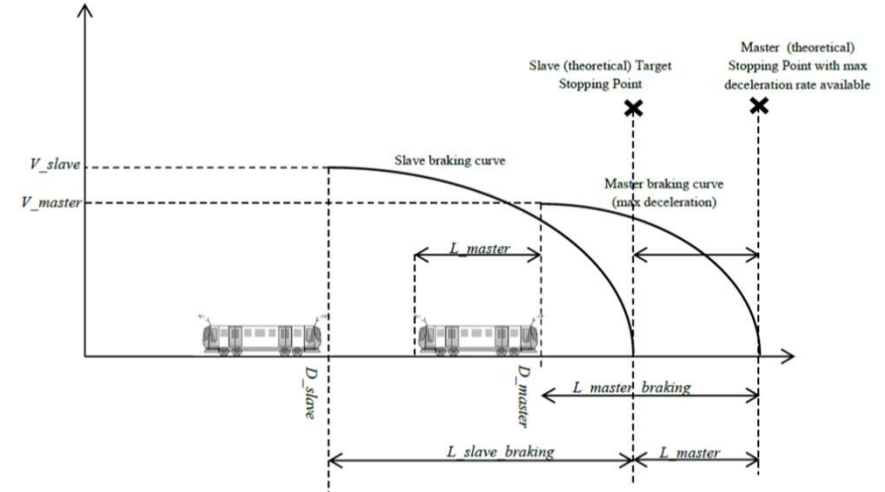 Master (theoretical)
Stopping Point with max
deceleration rate available
Slave (theoretical) Target
Stopping Point
V_slave
Slave braking curve
V_master
Master braking curve
(max deceleration)
L_master
D_slave
D_master
L_master_braking
L_slave_braking
L_master